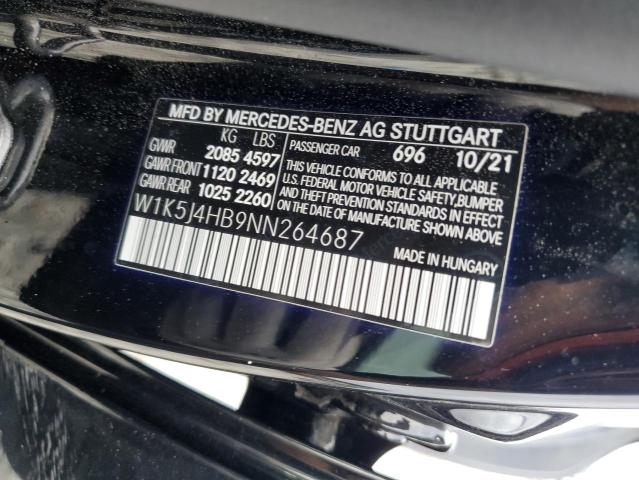 MFD BY MERCEDES-BENZ AG STUTTGART
KG LBS
GVWR 2085 4597
GAWR FRONT 1120 2469
GAWR REAR 1025 2260
PASSENGER CAR 696 10/21
THIS VEHICLE CONFORMS TO ALL APPLICABLE
U.S. FEDERAL MOTOR VEHICLE SAFETY, BUMPER
AND THEFT PREVENTION STANDARDS IN EFFECT
ON THE DATE OF MANUFACTURE SHOWN ABOVE
W1K5J4HB9NN264687
MADE IN HUNGARY